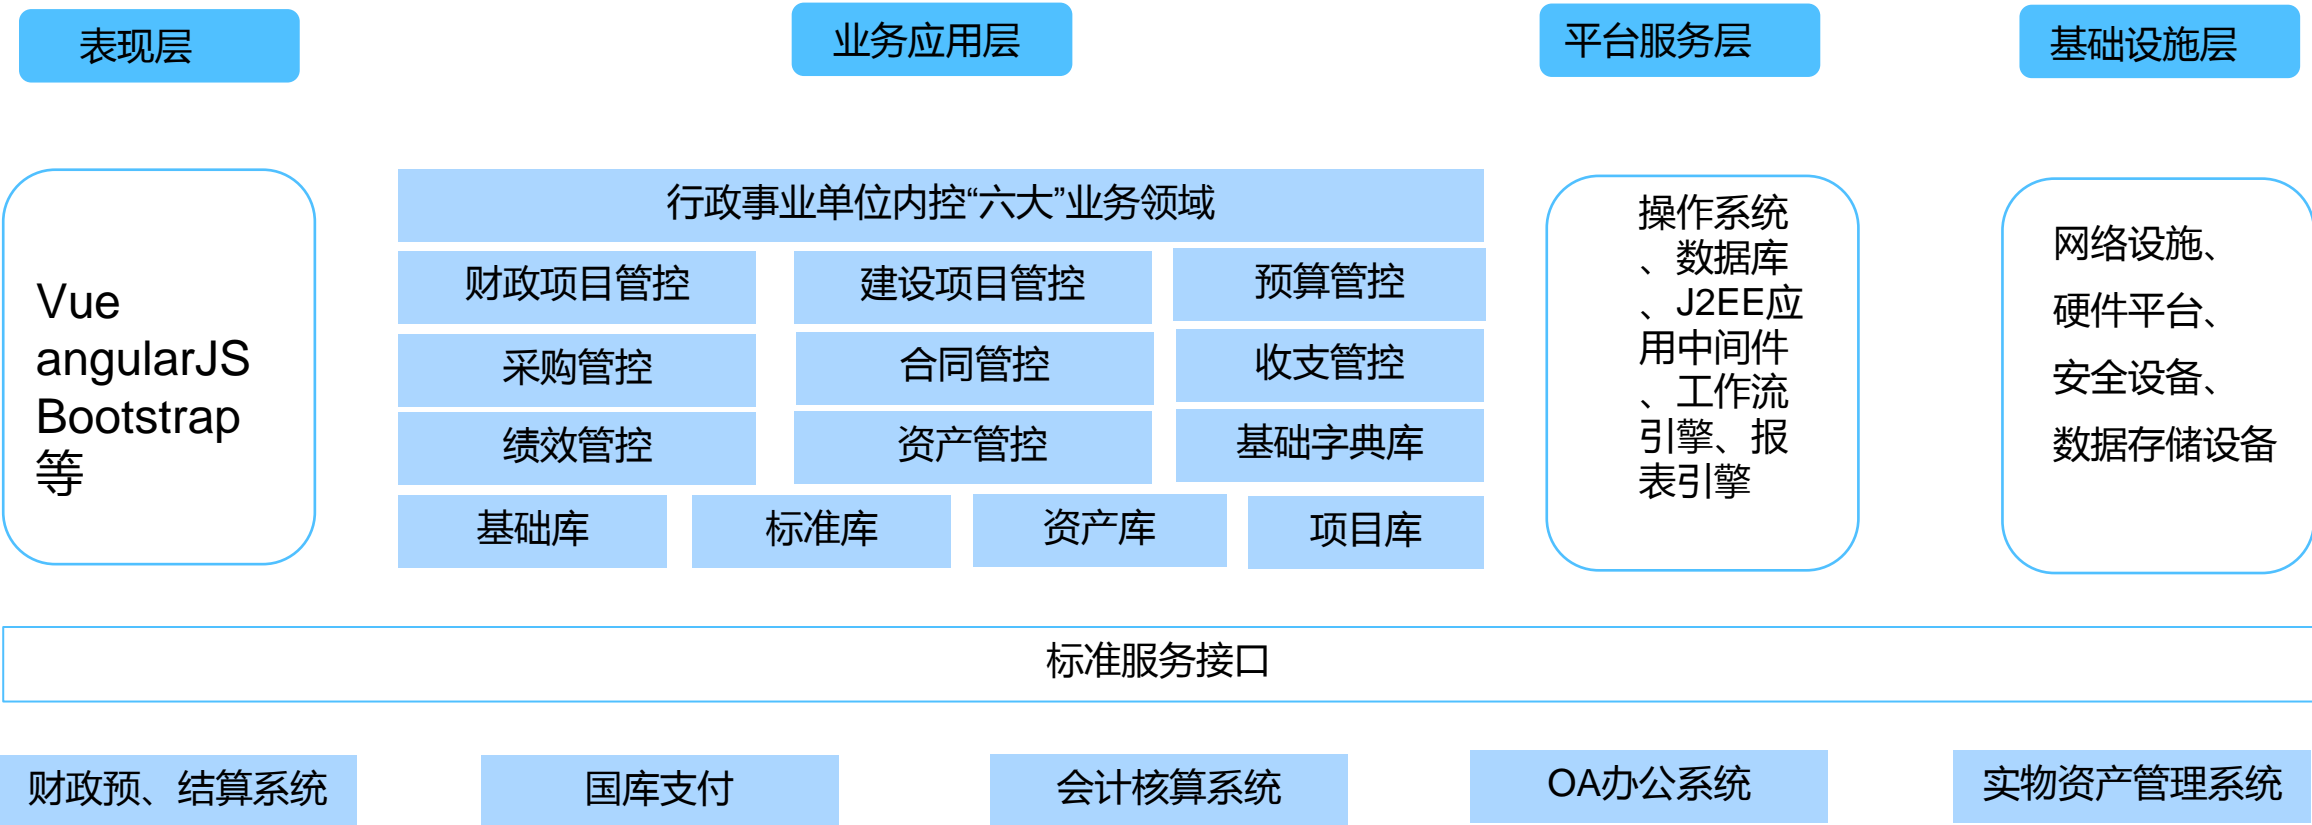 表现层
业务应用层
平台服务层
基础设施层
Vue
angularJS
Bootstrap
等
行政事业单位内控“六大”业务领域
财政项目管控
建设项目管控
预算管控
采购管控
合同管控
收支管控
绩效管控
资产管控
基础字典库
基础库
标准库
资产库
项目库
操作系统
、数据库
、J2EE应
用中间件
、工作流
引擎、报
表引擎
网络设施、
硬件平台、
安全设备、
数据存储设备
标准服务接口
财政预、结算系统
国库支付
会计核算系统
OA办公系统
实物资产管理系统